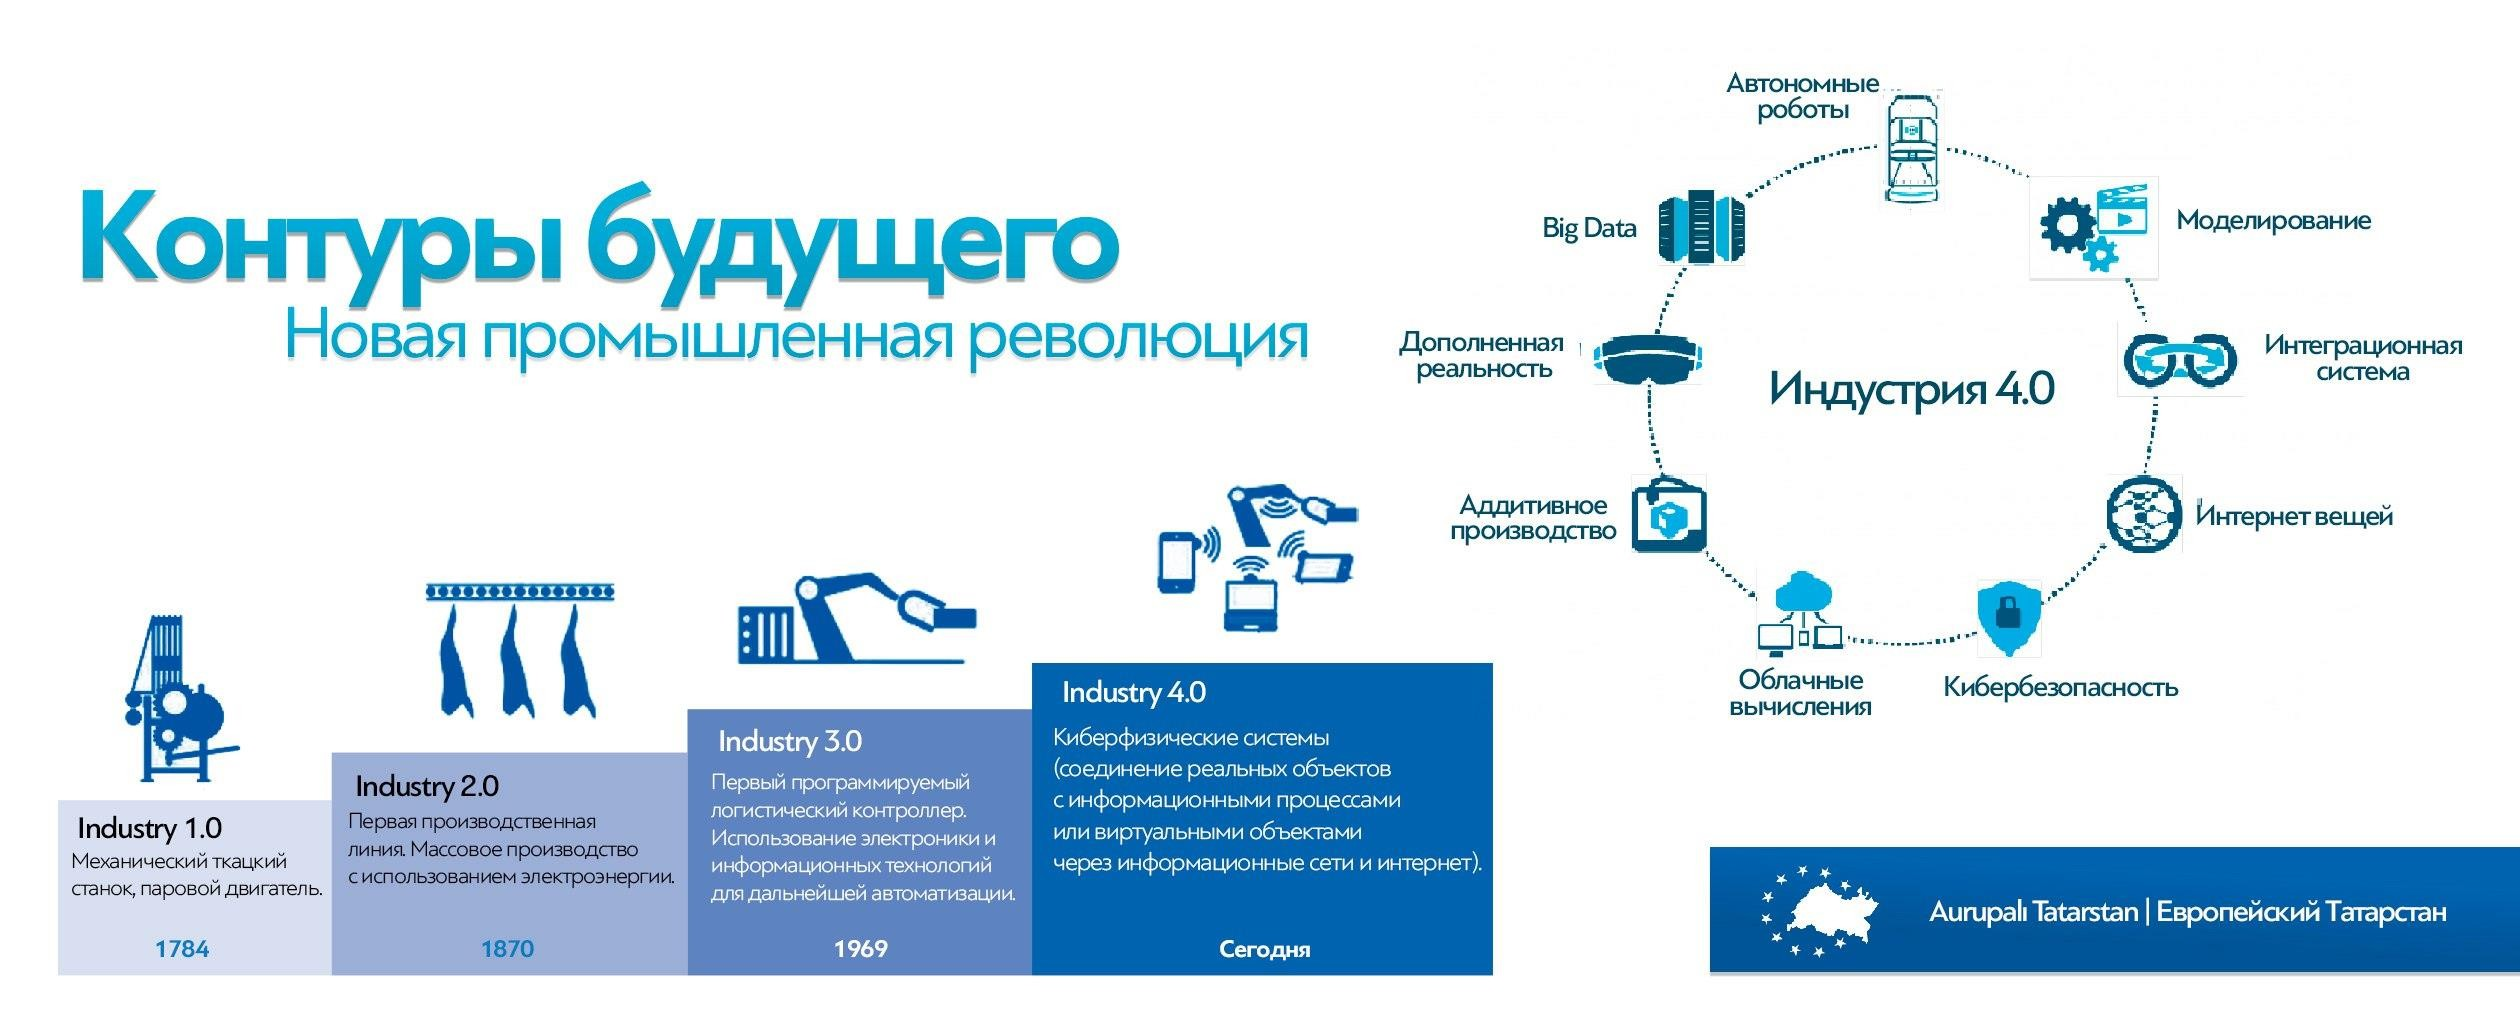 Контуры будущего
Новая промышленная революция
Industry 1.0
Механический ткацкий
станок, паровой двигатель.
1784
Industry 2.0
Первая производственная
линия. Массовое производство
с использованием электроэнергии.
1870
Industry 3.0
Первый программируемый
логистический контроллер.
Использование электроники и
информационных технологий
для дальнейшей автоматизации.
1969
Industry 4.0
Киберфизические системы
(соединение реальных объектов
с информационными процессами
или виртуальными объектами
через информационные сети и интернет).
Сегодня
Индустрия 4.0
Автономные
роботы
Моделирование
Интеграционная
система
Интернет вещей
Кибербезопасность
Облачные
вычисления
Аддитивное
производство
Дополненная
реальность
Big Data
Aurupalı Tatarstan | Европейский Татарстан